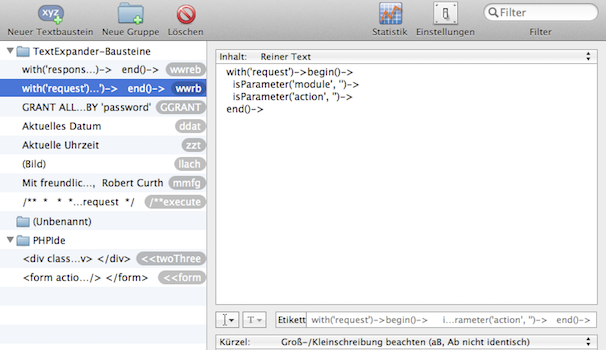 xyz
Neuer Textbaustein Neue Gruppe Löschen Statistik Einstellungen Filter
Filter
TextExpander-Bausteine
with('respons...)-> end()-> wwreb
with('request')...')-> end()-> wwrb
GRANT ALL...BY 'password' GGRANT
Aktuelles Datum ddat
Aktuelle Uhrzeit zzt
(Bild) llach
Mit freundlic..., Robert Curth mmfg
/** * * *...request */ /**execute
(Unbenannt)
PHPIde
<div class...v> </div> <<twoThree
<form actio.../> </form> <<form
Inhalt: Reiner Text
with('request')->begin()->
isParameter('module', '')->
isParameter('action', '')->
end()->
T
Etikett with('request')->begin()-> i...rameter('action', '')-> end()->
Kürzel: Groß-/Kleinschreibung beachten (aB, Ab nicht identisch)